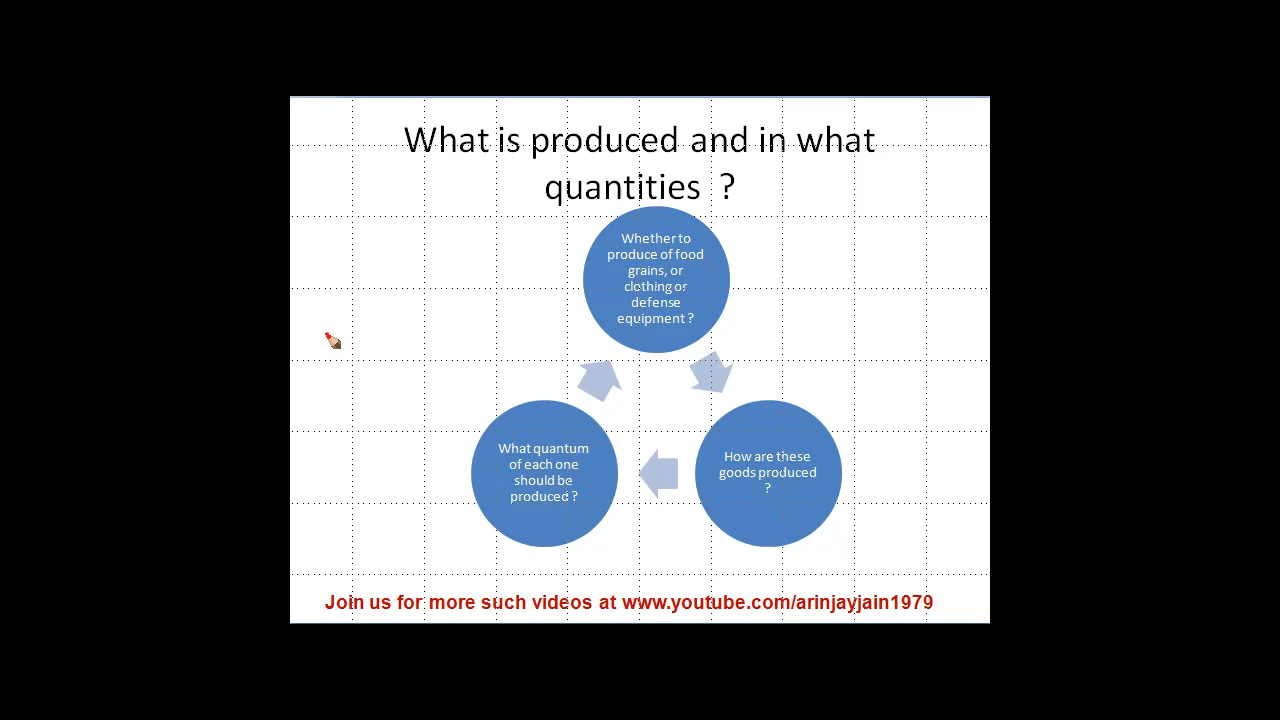 What is produced and in what
quantities ?
Whether to
produce of food
grains, or
clothing or
defense
equipment ?
How are these
goods produced
?
What quantum
of each one
should be
produced ?
Join us for more such videos at www.youtube.com/arinjayjain1979